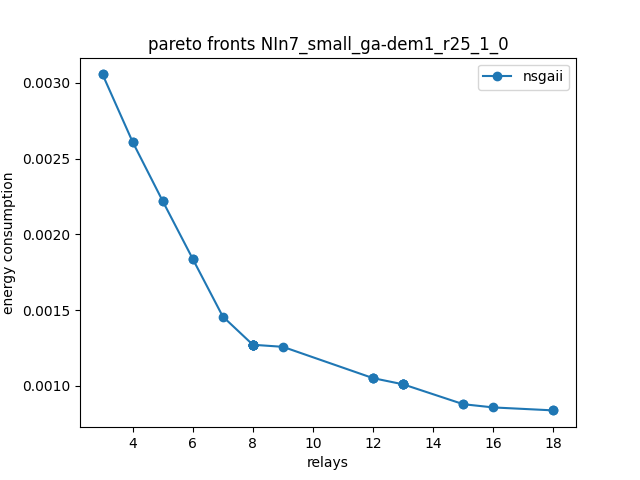 pareto fronts NIn7_small_ga-dem1_r25_1_0
nsgaii
energy consumption
0.0030
0.0025
0.0020
0.0015
0.0010
4 6 8 10 12 14 16 18
relays